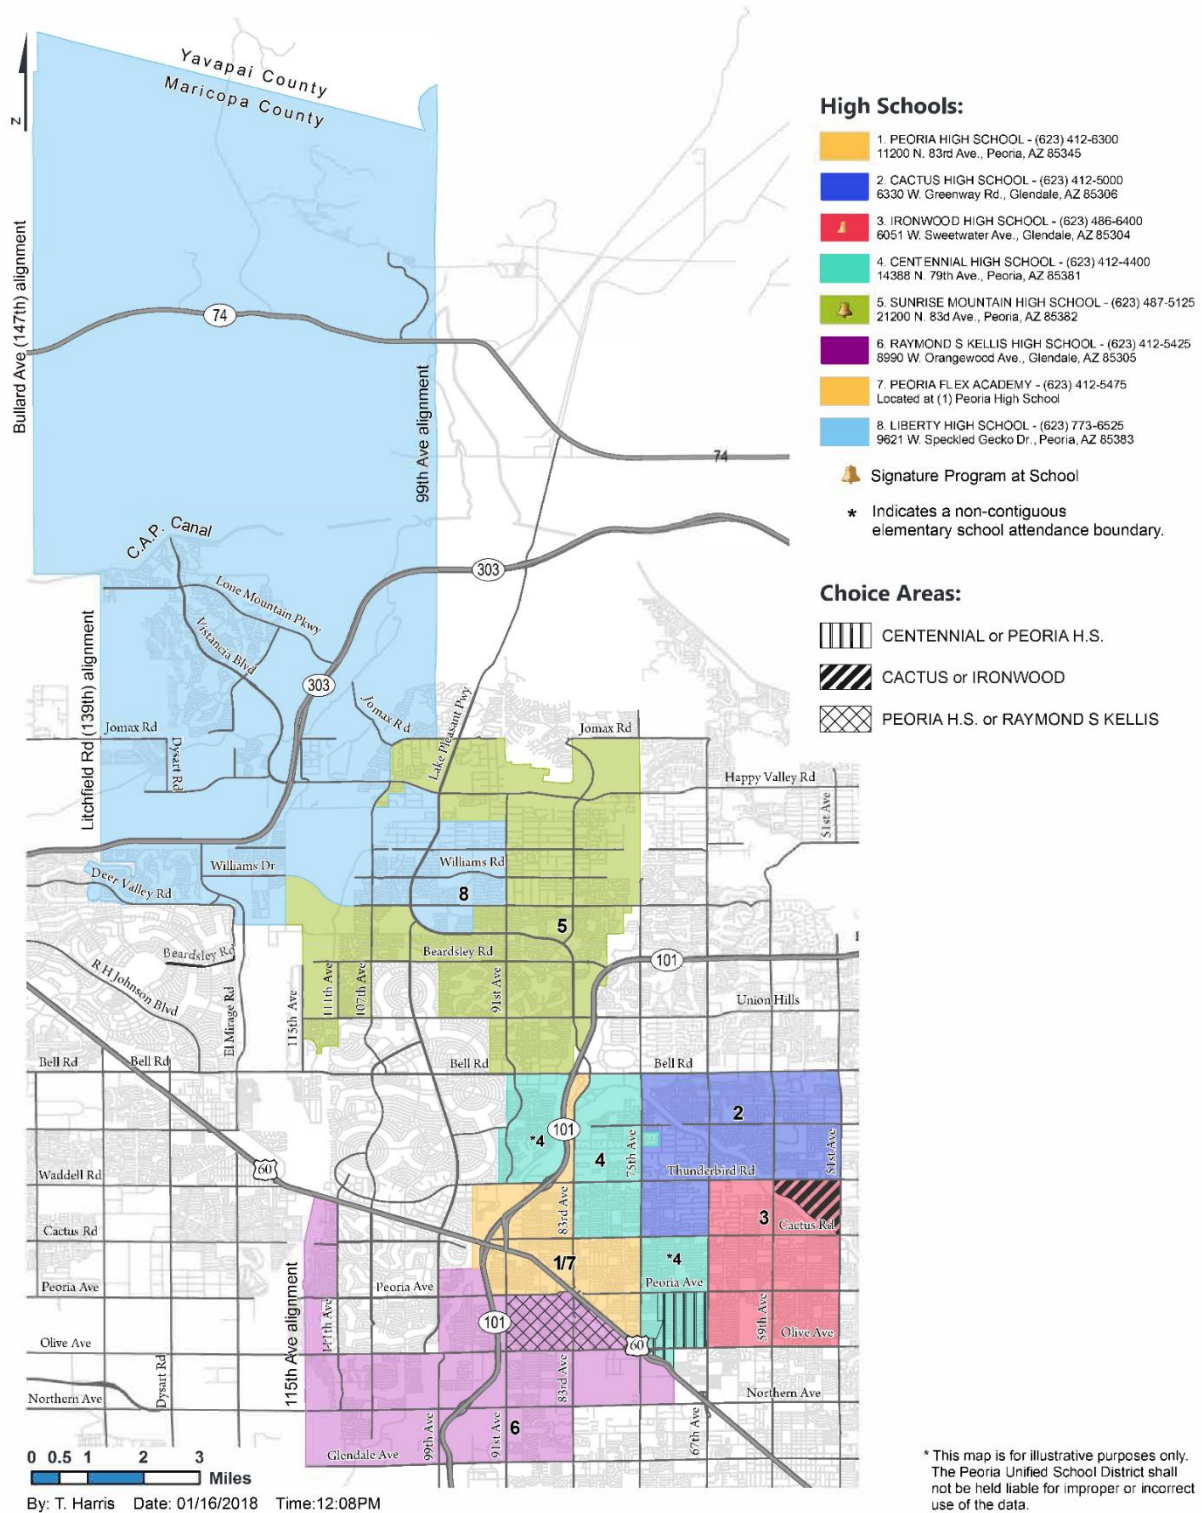 Yavapai County
Maricopa County
N
Bullard Ave (147th) alignment
74
99th Ave alignment
74
C.A.P. Canal
303
Lone Mountain Pkwy
Vistancia Blvd
303
Litchfield Rd (139th) alignment
Jomax Rd
Dysart Rd
Jomax Rd
Lake Pleasant Pwy
Jomax Rd
Happy Valley Rd
51st Ave
Williams Dr
Williams Rd
Deer Valley Rd
8
5
Beardsley Rd
Beardsley Rd
101
R H Johnson Blvd
El Mirage Rd
115th Ave
111th Ave
107th Ave
91st Ave
Union Hills
Bell Rd
Bell Rd
Bell Rd
Bell Rd
2
*4
101
4
75th Ave
51st Ave
60
Waddell Rd
Thunderbird Rd
83rd Ave
3
Cactus Rd
Cactus Rd
1/7
*4
Peoria Ave
Peoria Ave
Peoria Ave
115th Ave alignment
111th Ave
101
59th Ave
Olive Ave
60
Olive Ave
Dysart Rd
83rd Ave
Northern Ave
Northern Ave
99th Ave
91st Ave
6
67th Ave
Glendale Ave
0 0.5 1 2 3
Miles
By: T. Harris Date: 01/16/2018 Time:12:08PM
High Schools:
1. PEORIA HIGH SCHOOL - (623) 412-6300
11200 N. 83rd Ave., Peoria, AZ 85345
2. CACTUS HIGH SCHOOL - (623) 412-5000
6330 W. Greenway Rd., Glendale, AZ 85306
3. IRONWOOD HIGH SCHOOL - (623) 486-6400
6051 W. Sweetwater Ave., Glendale, AZ 85304
4. CENTENNIAL HIGH SCHOOL - (623) 412-4400
14388 N. 79th Ave., Peoria, AZ 85381
5. SUNRISE MOUNTAIN HIGH SCHOOL - (623) 487-5125
21200 N. 83d Ave., Peoria, AZ 85382
6. RAYMOND S KELLIS HIGH SCHOOL - (623) 412-5425
8990 W. Orangewood Ave., Glendale, AZ 85305
7. PEORIA FLEX ACADEMY - (623) 412-5475
Located at (1) Peoria High School
8. LIBERTY HIGH SCHOOL - (623) 773-6525
9621 W. Speckled Gecko Dr., Peoria, AZ 85383
Signature Program at School
* Indicates a non-contiguous
elementary school attendance boundary.
Choice Areas:
CENTENNIAL or PEORIA H.S.
CACTUS or IRONWOOD
PEORIA H.S. or RAYMOND S KELLIS
* This map is for illustrative purposes only.
The Peoria Unified School District shall
not be held liable for improper or incorrect
use of the data.